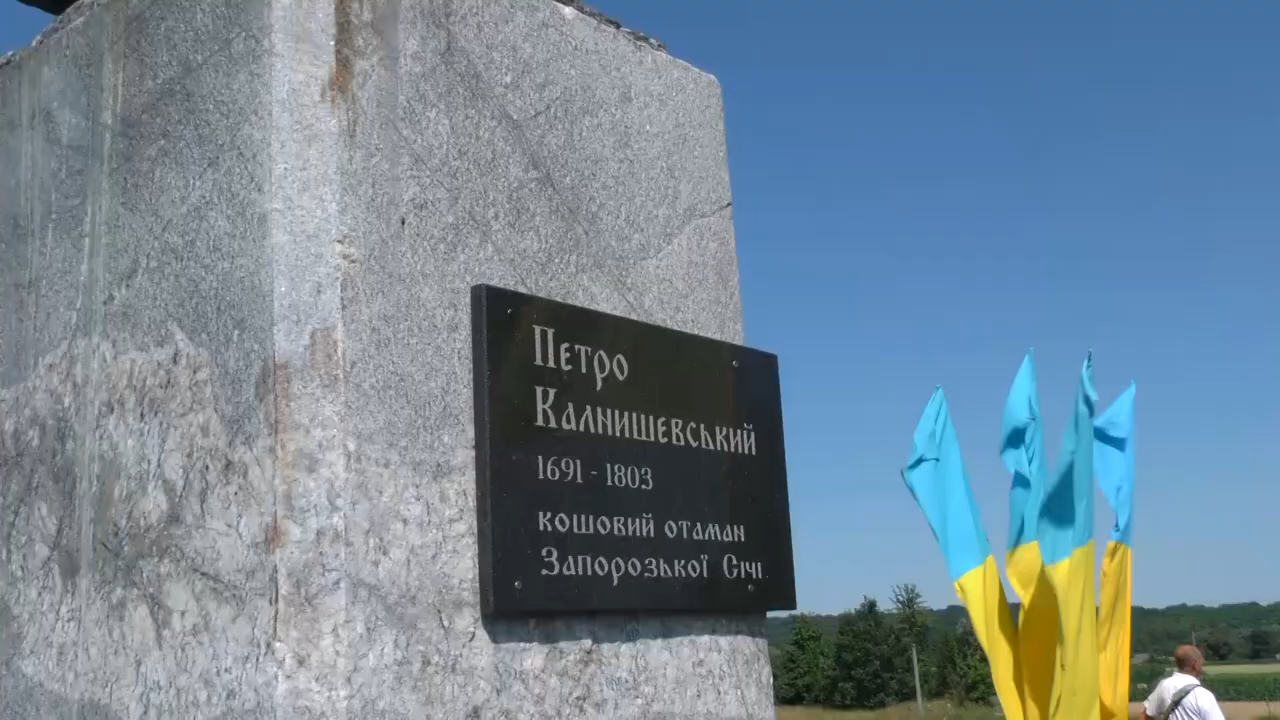 Петро
Калнишевський
1691 - 1803
кошовий отаман
Запорозької Січі